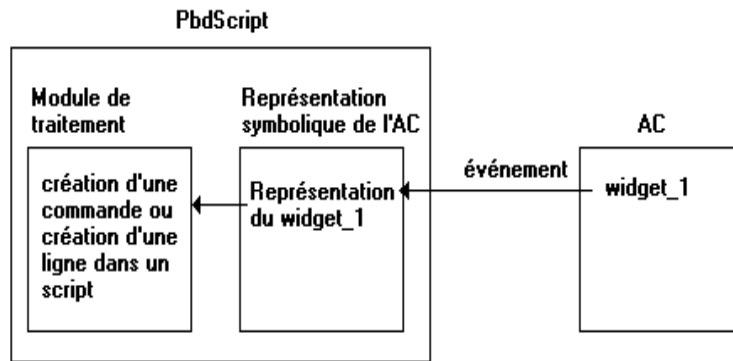 PbdScript
Module de
traitement
Représentation
symbolique de l'AC
AC
création d'une
commande ou
création d'une
ligne dans un
script
Représentation
du widget_1
événement
widget_1